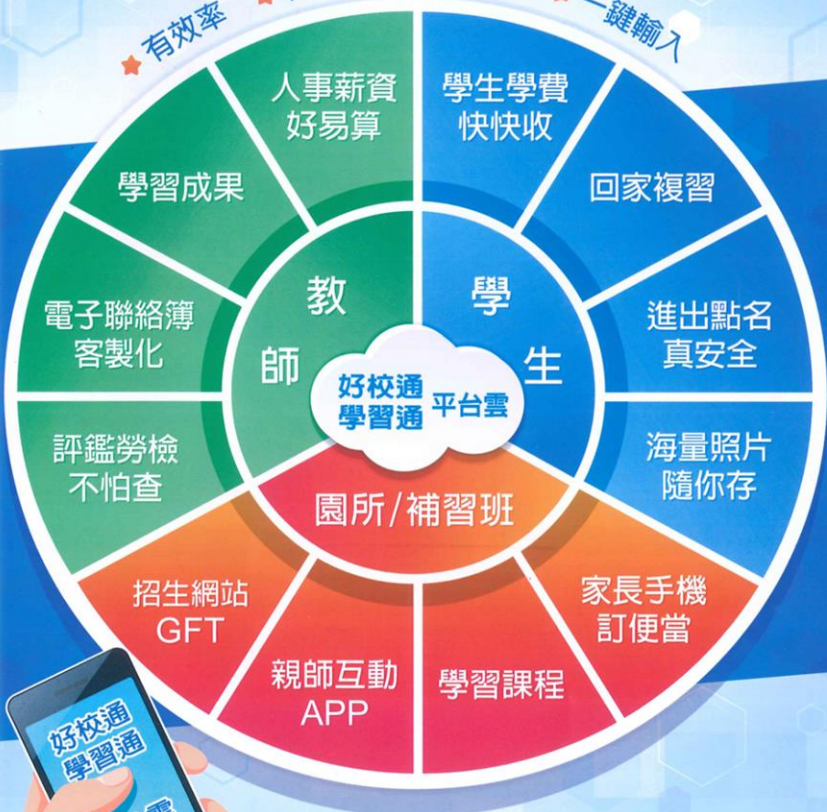 有效率
一鍵輸入
人事薪資
好易算
學生學費
快快收
學習成果
回家複習
電子聯絡簿
客製化
進出點名
真安全
評鑑勞檢
不怕查
海量照片
隨你存
教師
學生
好校通
學習通
平台雲
園所/補習班
招生網站
GFT
親師互動
APP
學習課程
家長手機
訂便當
好校通
學習通
雲